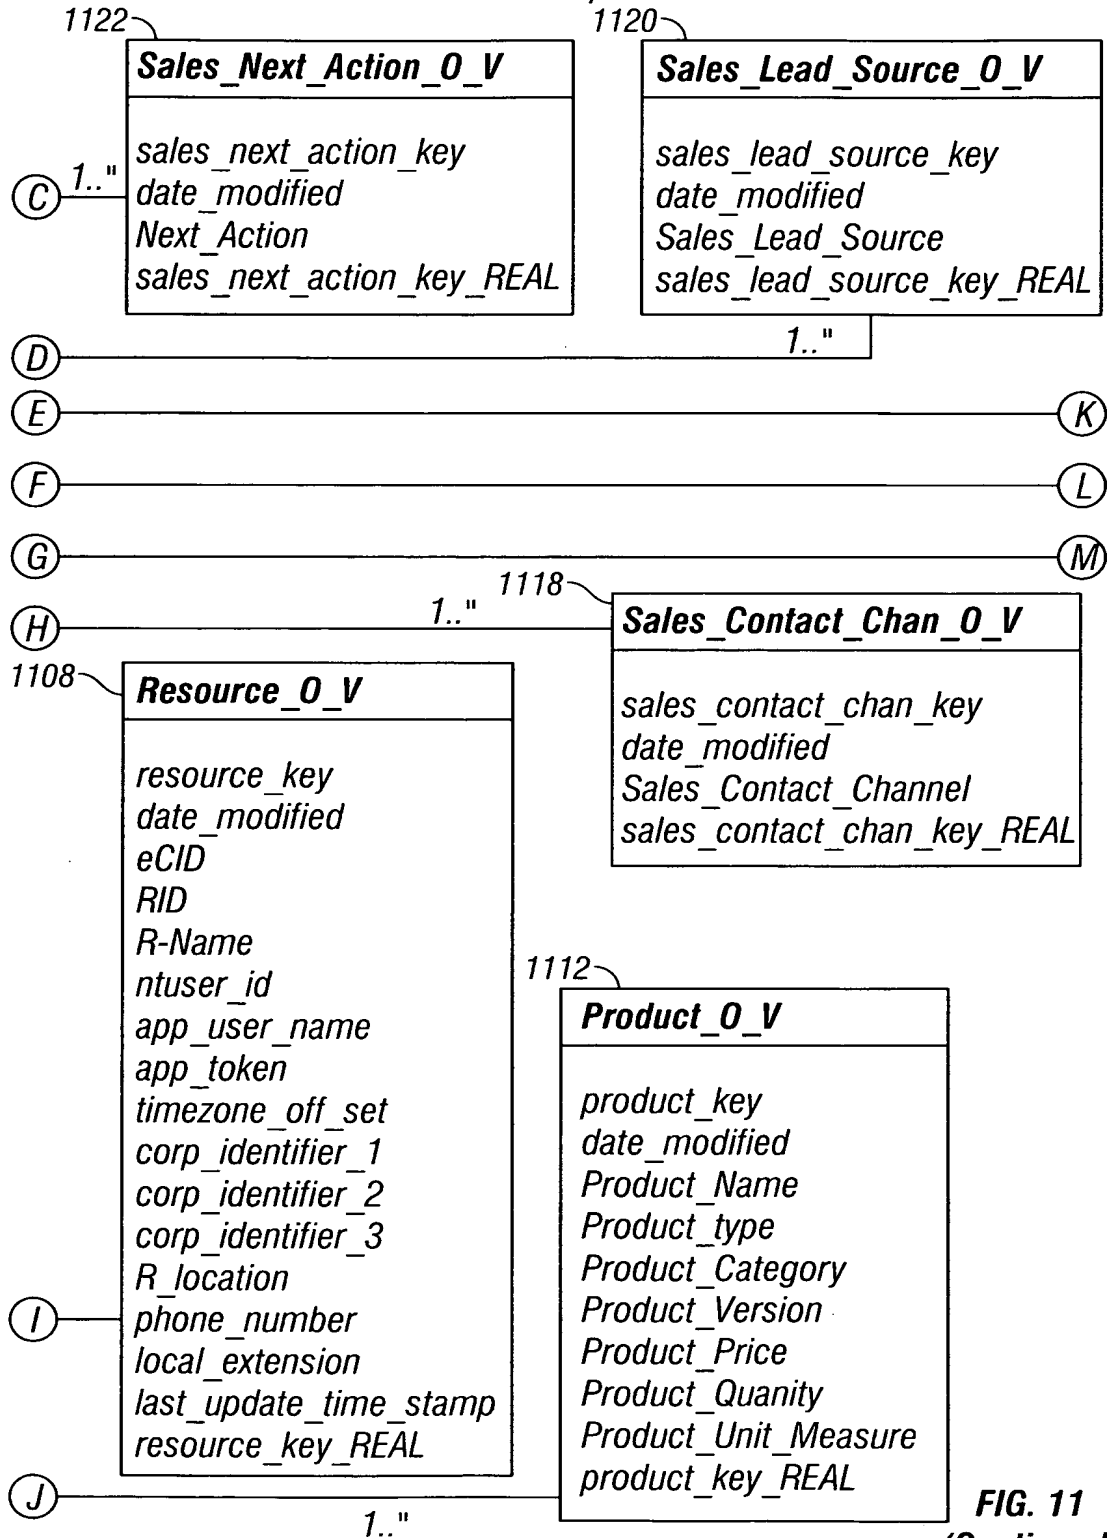 1122
Sales_Next_Action_O_V
sales_next_action_key
date_modified
Next_Action
sales_next_action_key_REAL
C
1.."
1120
Sales_Lead_Source_O_V
sales_lead_source_key
date_modified
Sales_Lead_Source
sales_lead_source_key_REAL
D
1.."
E
K
F
L
G
M
H
1.."
1118
Sales_Contact_Chan_O_V
sales_contact_chan_key
date_modified
Sales_Contact_Channel
sales_contact_chan_key_REAL
1108
Resource_O_V
resource_key
date_modified
eCID
RID
R-Name
ntuser_id
app_user_name
app_token
timezone_off_set
corp_identifier_1
corp_identifier_2
corp_identifier_3
R_location
phone_number
local_extension
last_update_time_stamp
resource_key_REAL
I
1112
Product_O_V
product_key
date_modified
Product_Name
Product_type
Product_Category
Product_Version
Product_Price
Product_Quanity
Product_Unit_Measure
product_key_REAL
J
1.."
FIG. 11